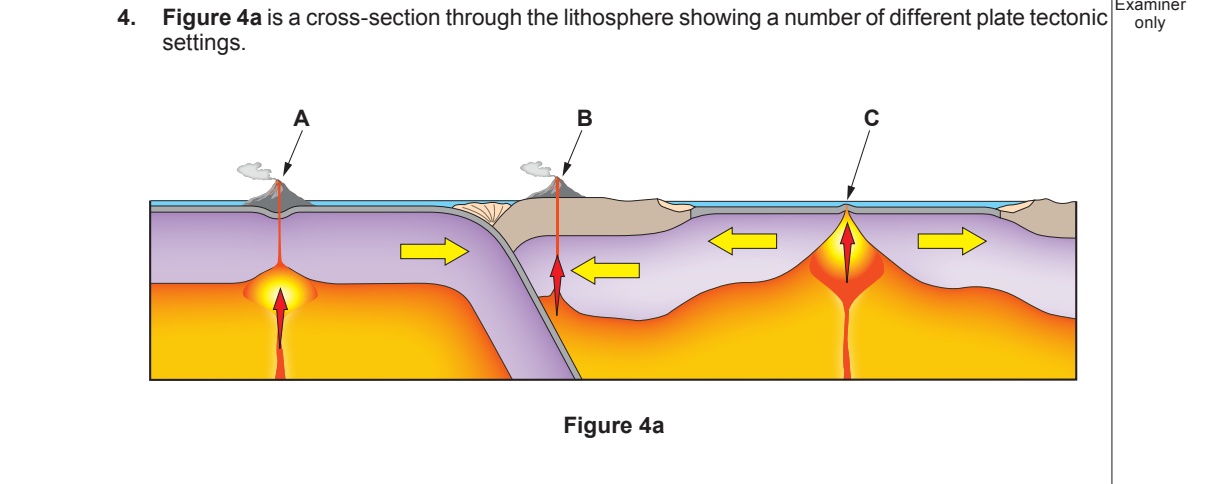 Examiner
only
4. Figure 4a is a cross-section through the lithosphere showing a number of different plate tectonic
settings.
A
B
C
Figure 4a